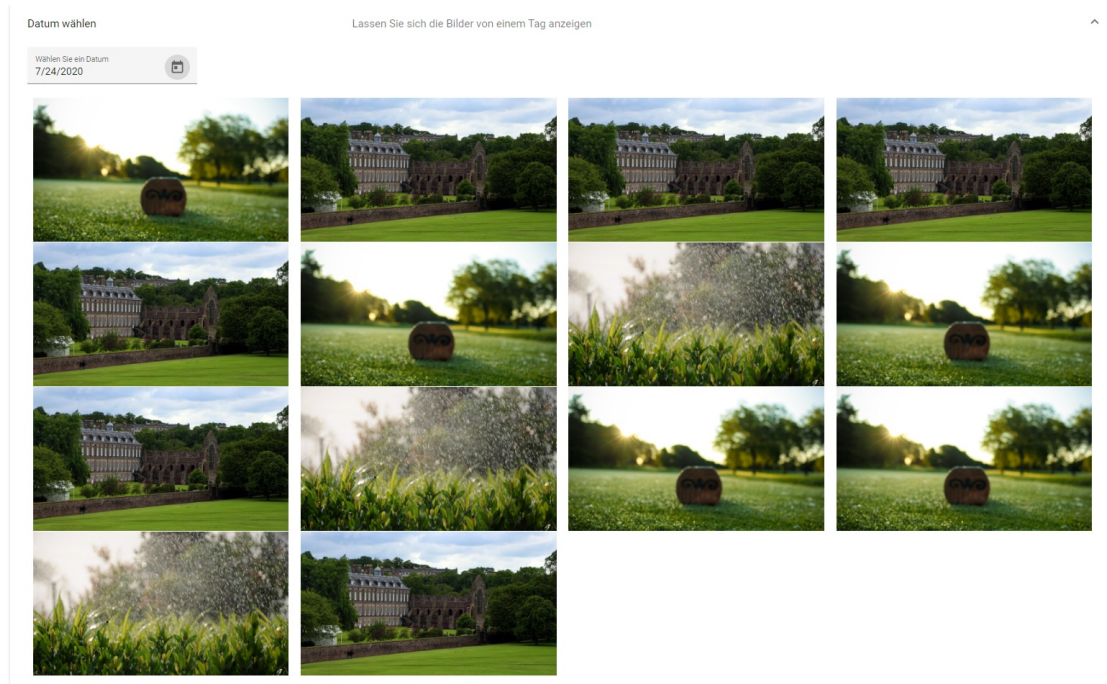 Datum wählen
Lassen Sie sich die Bilder von einem Tag anzeigen
Wählen Sie ein Datum
7/24/2020